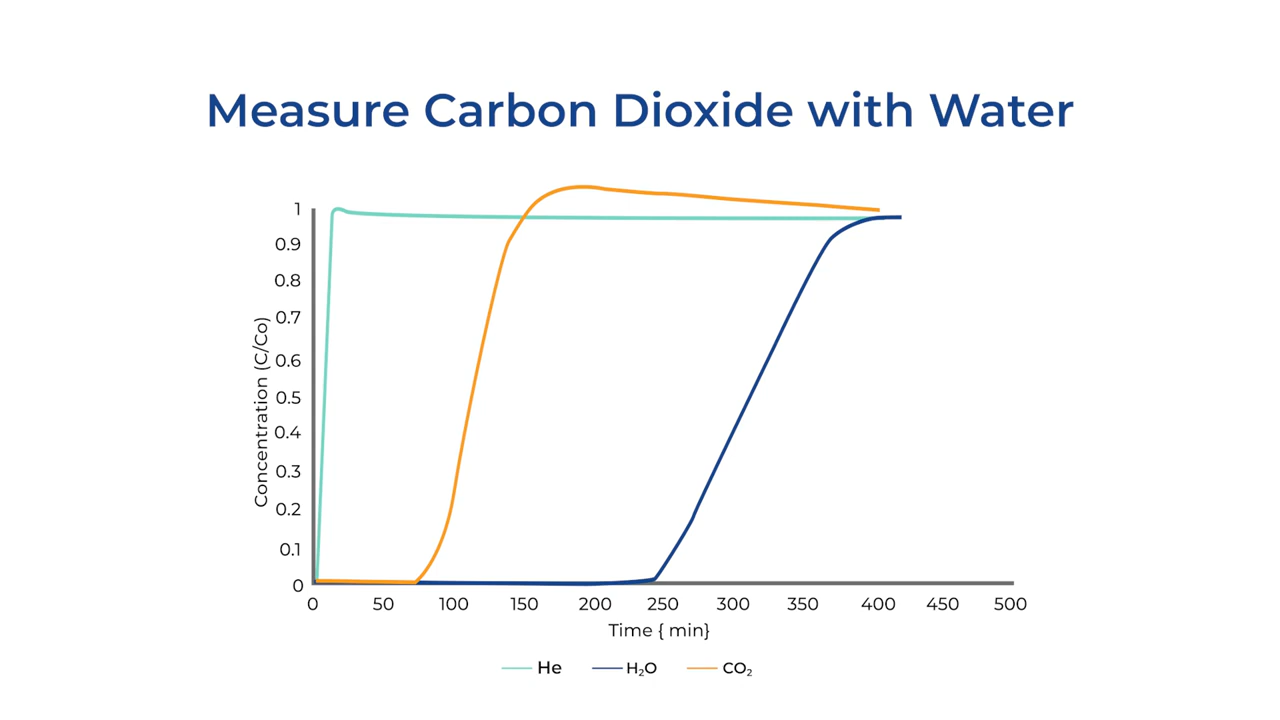 Measure Carbon Dioxide with Water
Concentration (C/Co)
1
0.9
0.8
0.7
0.6
0.5
0.4
0.3
0.2
0.1
0
0 50 100 150 200 250 300 350 400 450 500
Time { min}
He H₂O CO₂